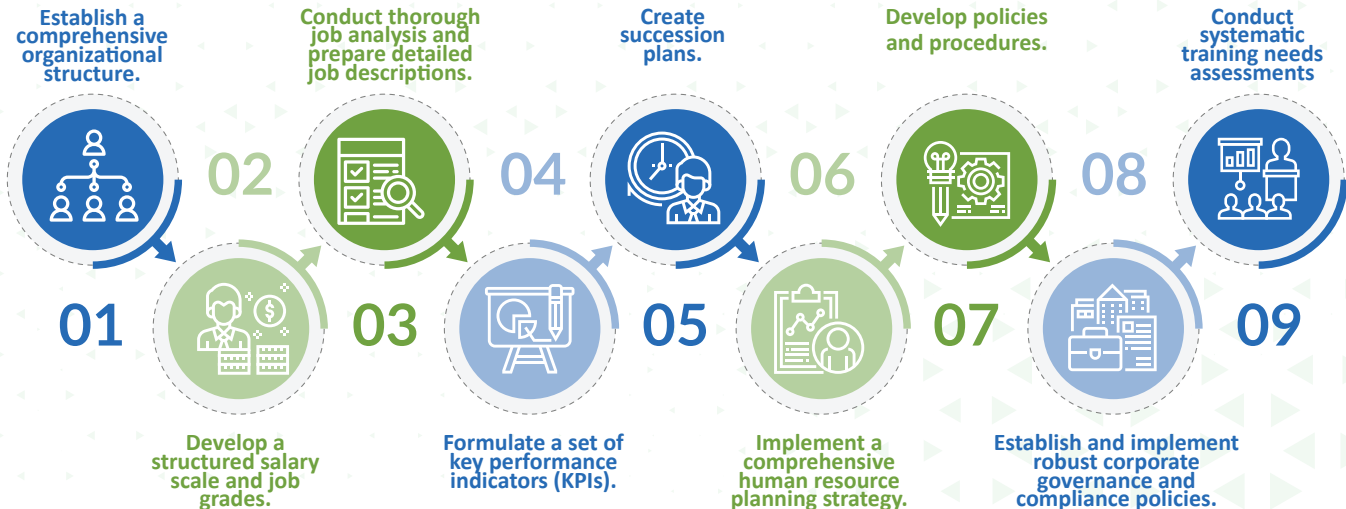 Establish a
comprehensive
organizational
structure.
01
02
Develop a
structured salary
scale and job
grades.
Conduct thorough
job analysis and
prepare detailed
job descriptions.
03
04
Formulate a set of
key performance
indicators (KPIs).
Create
succession
plans.
05
06
Implement a
comprehensive
human resource
planning strategy.
Develop policies
and procedures.
07
08
Establish and implement
robust corporate
governance and
compliance policies.
Conduct
systematic
training needs
assessments
09
$